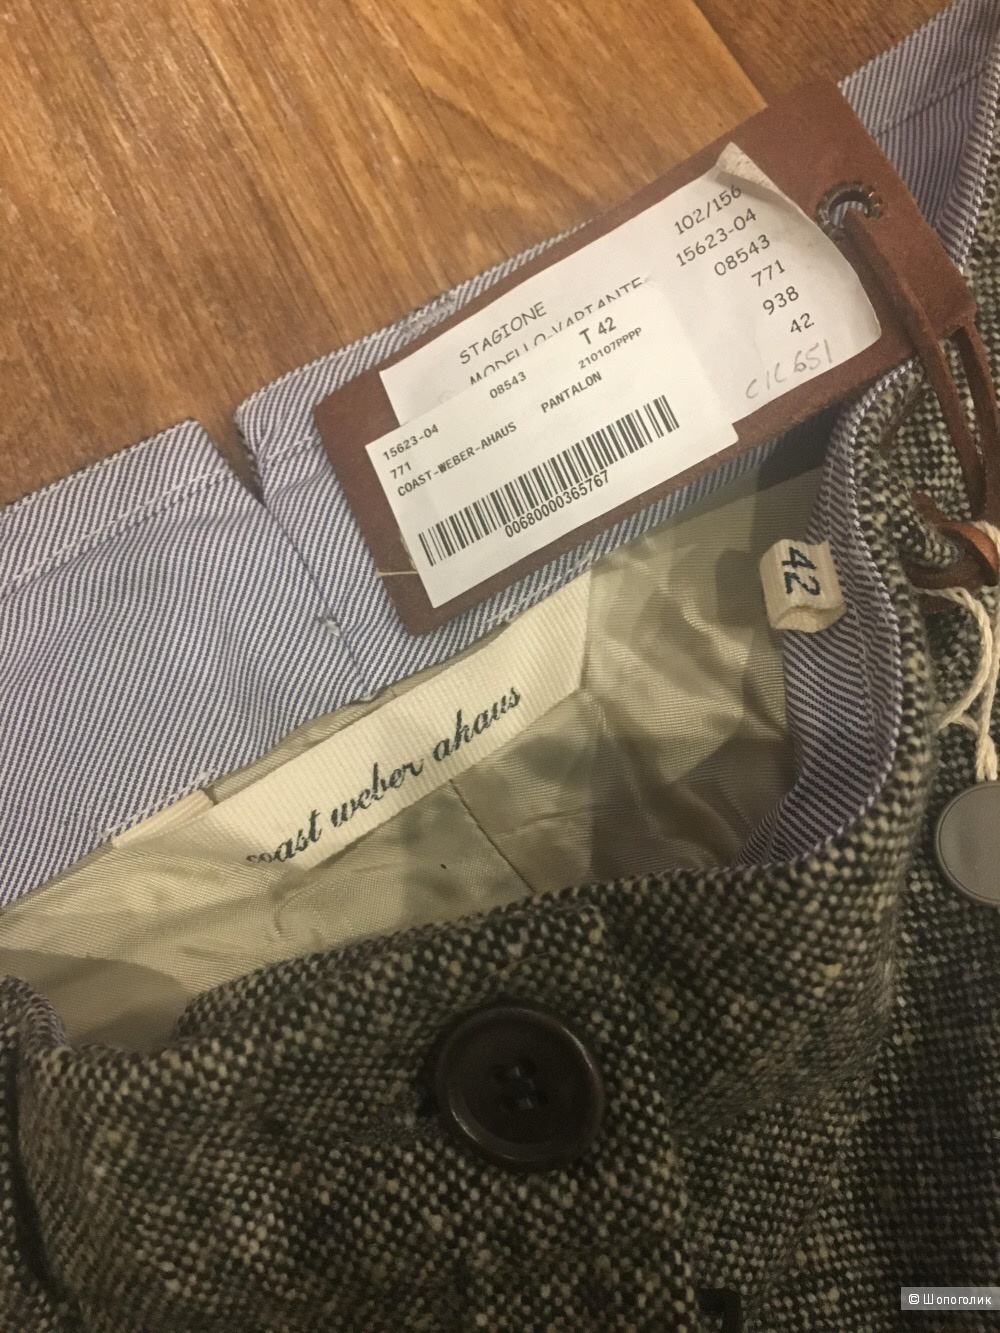 STAGIONE 102/156
MODELLO-VARIANTE 15623-04
08543
771
938
42
C1C651
T 42
08543 210107PPPP
15623-04 PANTALON
771
COAST-WEBER-AHAUS
00680000365767
42
coast weber ahaus
© Шопоголик